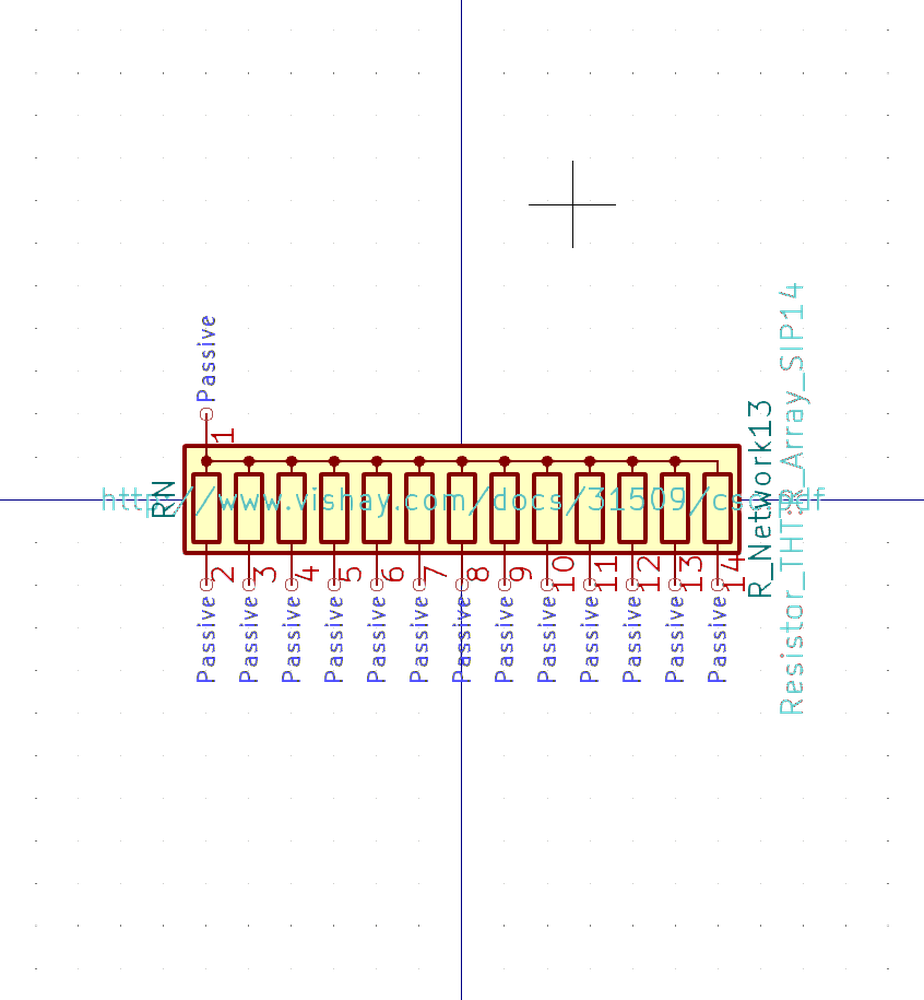 Passive
1
RN
http://www.vishay.com/docs/31509/csc.pdf
R_Network13
Resistor_THT:R_Array_SIP14
2 3 4 5 6 7 8 9 10 11 12 13 14
Passive Passive Passive Passive Passive Passive Passive Passive Passive Passive Passive Passive Passive